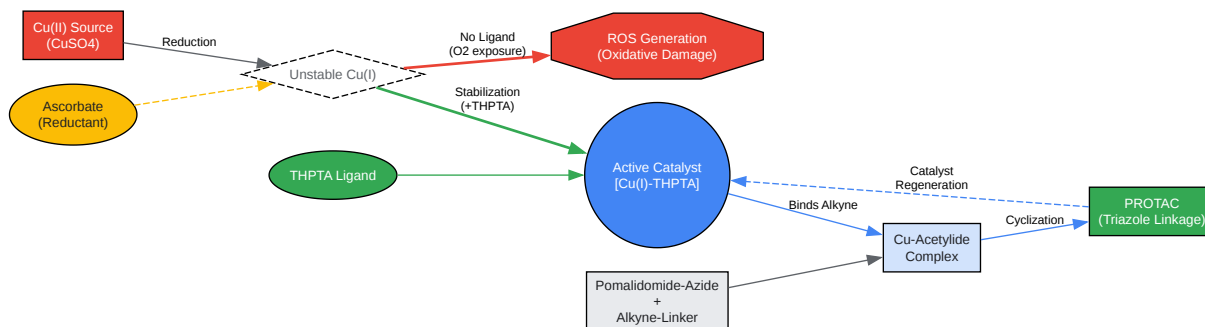 Cu(II) Source
(CuSO4)
Reduction
Ascorbate
(Reductant)
Unstable Cu(I)
No Ligand
(O2 exposure)
ROS Generation
(Oxidative Damage)
Stabilization
(+THPTA)
THPTA Ligand
Active Catalyst
[Cu(I)-THPTA]
Catalyst
Regeneration
Binds Alkyne
Cu-Acetylide
Complex
Cyclization
PROTAC
(Triazole Linkage)
Pomalidomide-Azide
+
Alkyne-Linker